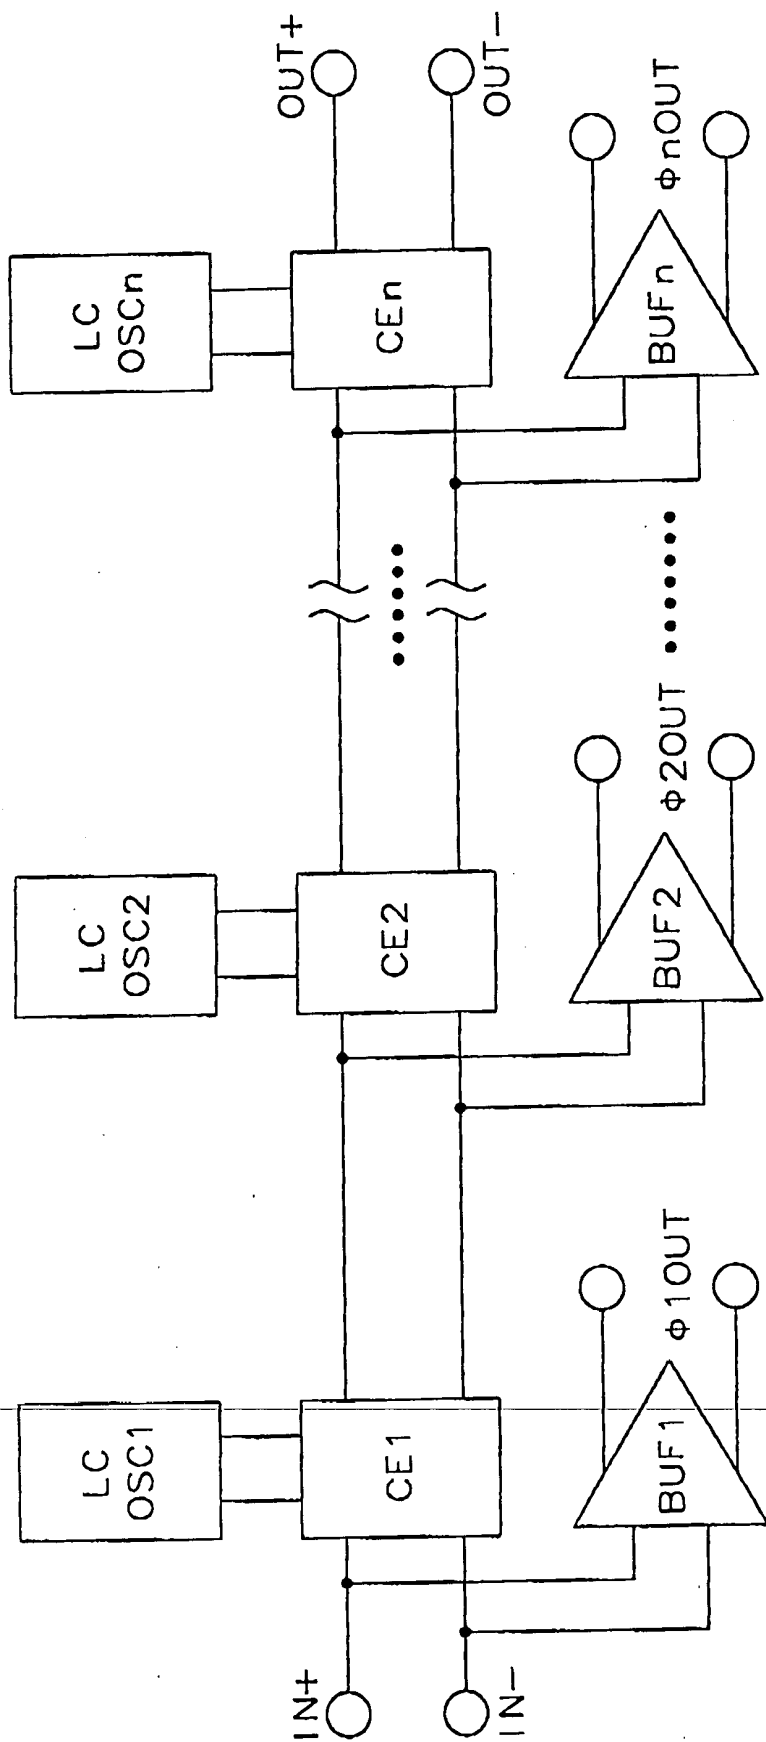 LC
OSC1
LC
OSC2
LC
OSCn
IN+
CE1
CE2
CEn
OUT+
IN−
OUT−
BUF1
Φ1OUT
BUF2
Φ2OUT
BUFn
ΦnOUT